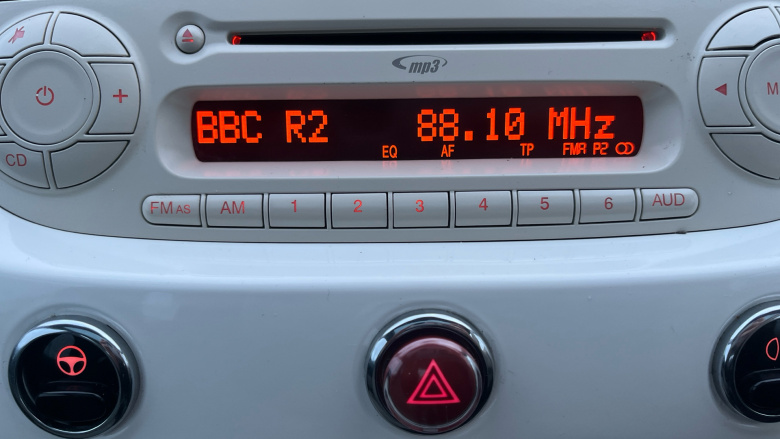 mp3
BBC R2 88.10 MHz
EQ AF TP FMR P2
CD
FM AS AM 1 2 3 4 5 6 AUD